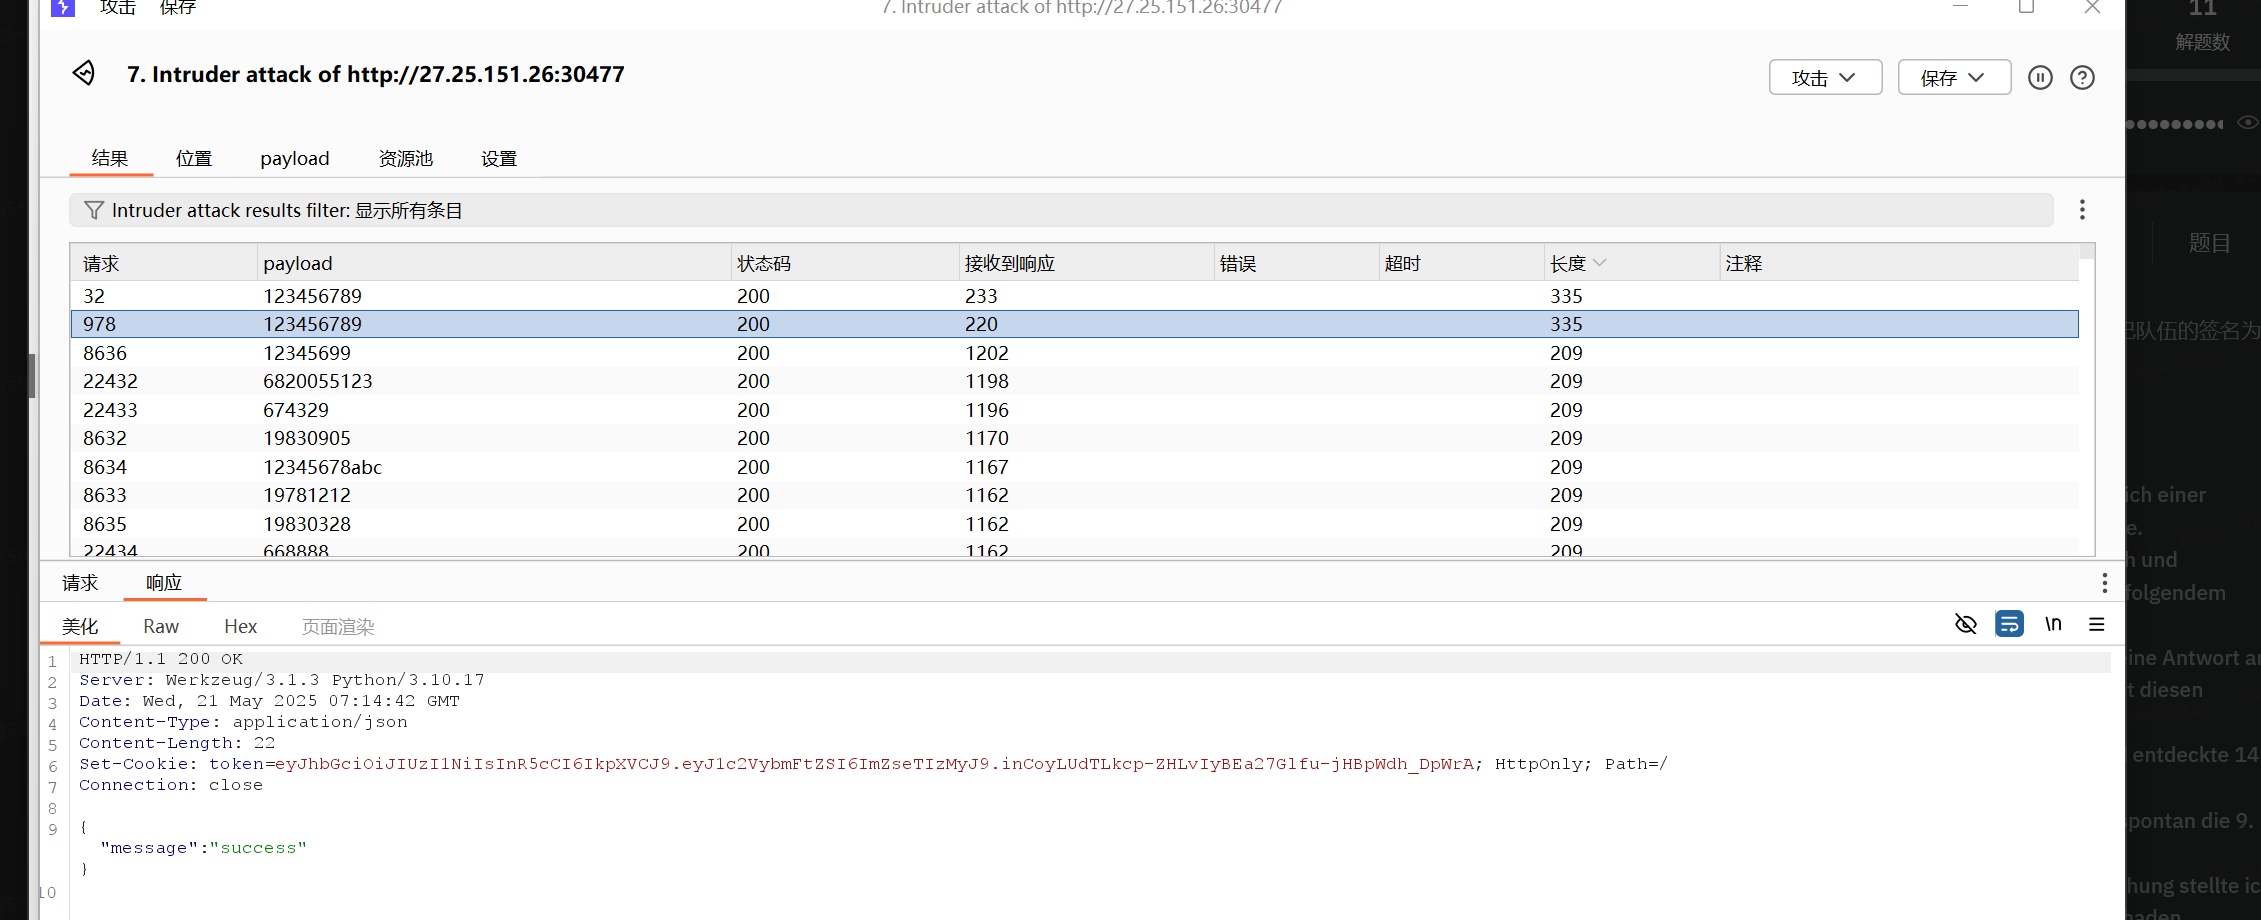 攻击 保存 7. Intruder attack of http://27.25.151.26:30477
11
解题数
7. Intruder attack of http://27.25.151.26:30477
攻击 保存
结果 位置 payload 资源池 设置
Intruder attack results filter: 显示所有条目
题目
请求 payload 状态码 接收到响应 错误 超时 长度 注释
32 123456789 200 233 335
978 123456789 200 220 335
队伍的签名为
8636 12345699 200 1202 209
22432 6820055123 200 1198 209
22433 674329 200 1196 209
8632 19830905 200 1170 209
8634 12345678abc 200 1167 209
8633 19781212 200 1162 209
ich einer
8635 19830328 200 1162 209
e.
22434 668888 200 1162 209
h und
请求 响应
folgendem
美化 Raw Hex 页面渲染
\n
1 HTTP/1.1 200 OK
ine Antwort
2 Server: Werkzeug/3.1.3 Python/3.10.17
t diesen
3 Date: Wed, 21 May 2025 07:14:42 GMT
4 Content-Type: application/json
5 Content-Length: 22
entdeckte 14
6 Set-Cookie: token=eyJhbGciOiJIUzI1NiIsInR5cCI6IkpXVCJ9.eyJ1c2VybmFtZSI6ImZseTIzMyJ9.inCoyLUdTLkcp-ZHLvIyBEa27Glfu-jHBpWdh_DpWrA; HttpOnly; Path=/
7 Connection: close
8
9 {
pontan die 9.
"message":"success"
}
10
hung stellte ic